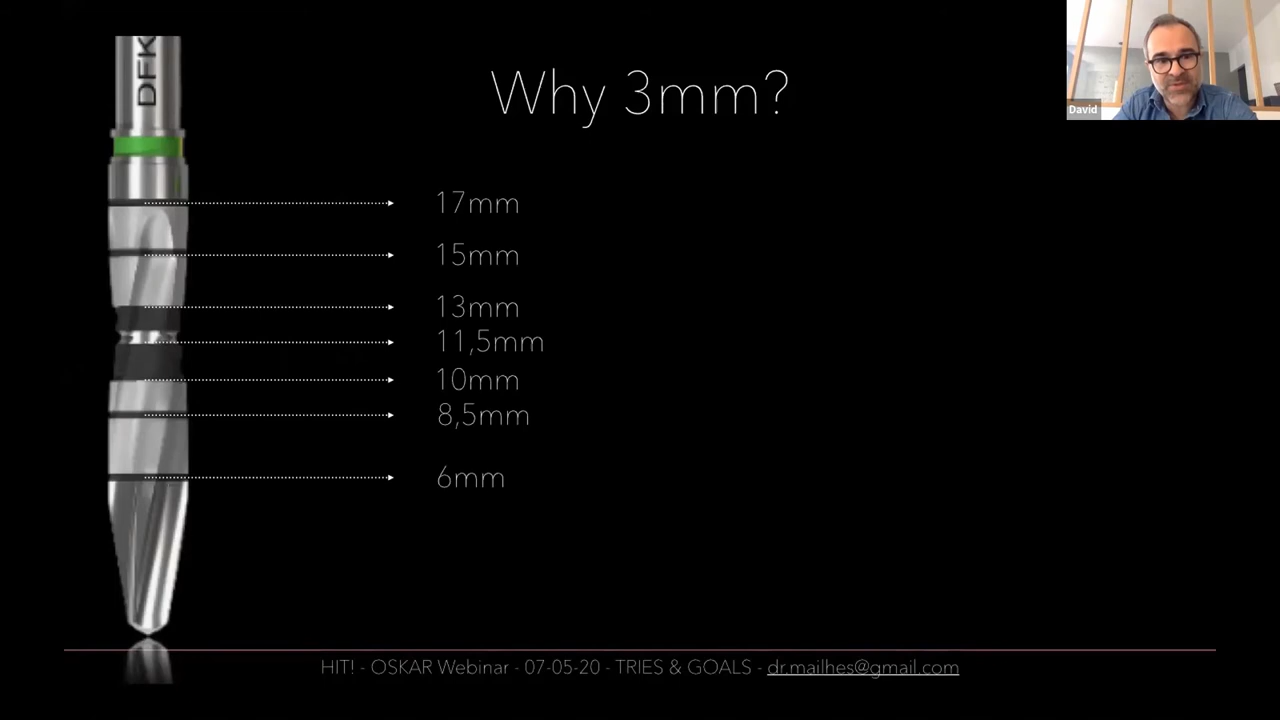 DFK
Why 3mm?
David
17mm
15mm
13mm
11,5mm
10mm
8,5mm
6mm
HIT! - OSKAR Webinar - 07-05-20 - TRIES & GOALS - dr.mailhes@gmail.com